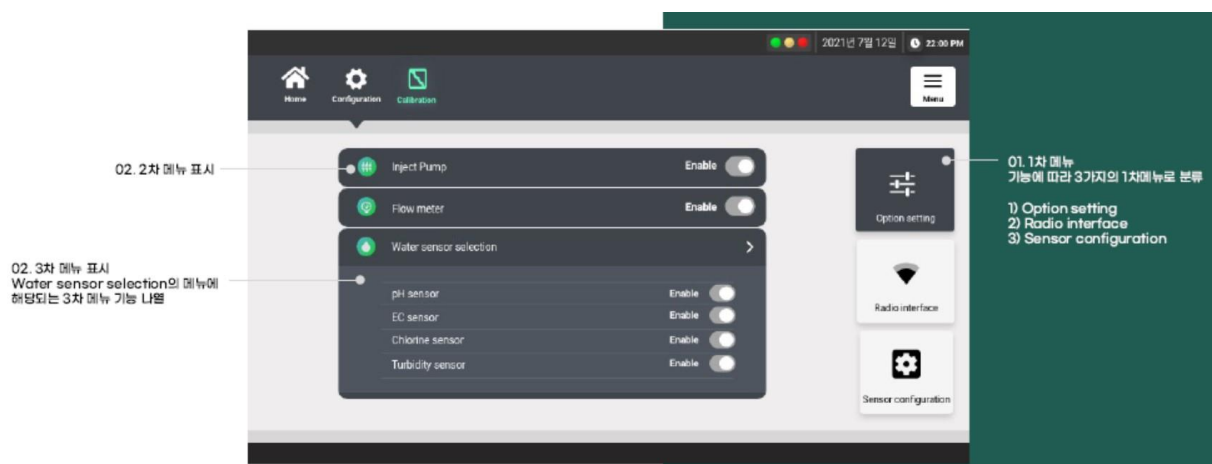 2021년 7월 12일 22:00 PM
Home Configuration Calibration Menu
02. 2차 메뉴 표시
Inject Pump Enable
Flow meter Enable
Water sensor selection
02. 3차 메뉴 표시
Water sensor selection의 메뉴에
해당되는 3차 메뉴 기능 나열
pH sensor Enable
EC sensor Enable
Chlorine sensor Enable
Turbidity sensor Enable
Option setting
Radio interface
Sensor configuration
01. 1차 메뉴
기능에 따라 3가지의 1차메뉴로 분류
1) Option setting
2) Radio interface
3) Sensor configuration